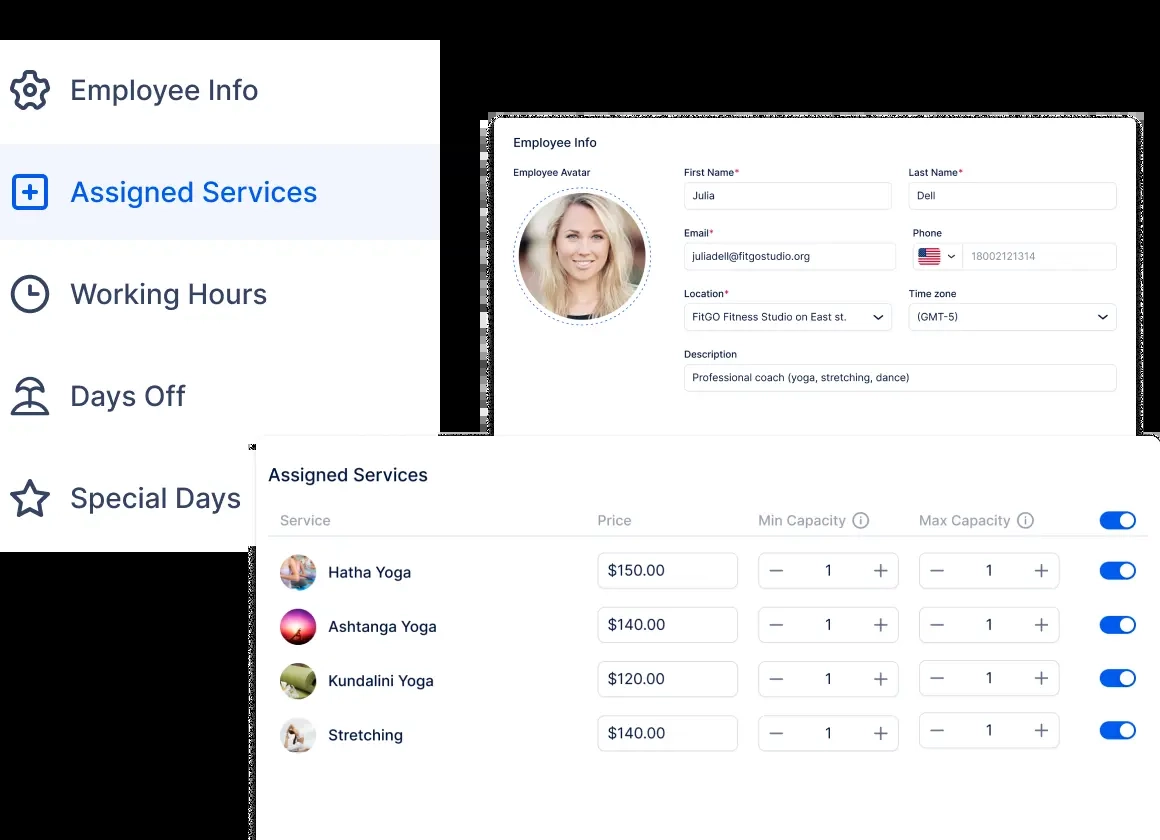 Employee Info
Assigned Services
Working Hours
Days Off
Special Days
Employee Info
Employee Avatar
First Name* Last Name*
Julia Dell
Email* Phone
juliadell@fitgostudio.org 18002121314
Location* Time zone
FitGO Fitness Studio on East st. (GMT-5)
Description
Professional coach (yoga, stretching, dance)
Assigned Services
Service Price Min Capacity Max Capacity
Hatha Yoga $150.00 1 1
Ashtanga Yoga $140.00 1 1
Kundalini Yoga $120.00 1 1
Stretching $140.00 1 1